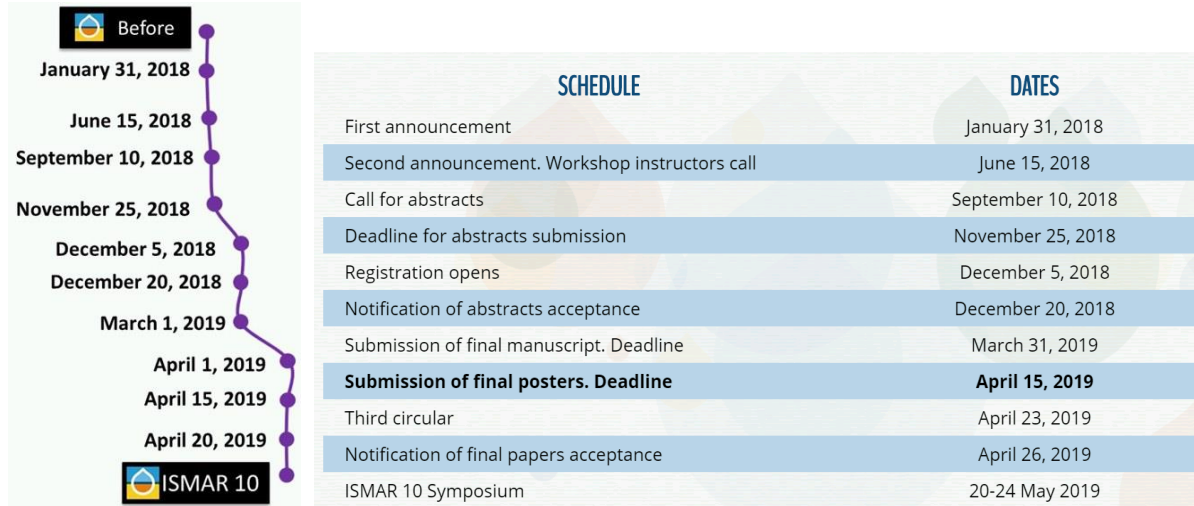 Before
January 31, 2018
June 15, 2018
September 10, 2018
November 25, 2018
December 5, 2018
December 20, 2018
March 1, 2019
April 1, 2019
April 15, 2019
April 20, 2019
ISMAR 10
SCHEDULE DATES
First announcement January 31, 2018
Second announcement. Workshop instructors call June 15, 2018
Call for abstracts September 10, 2018
Deadline for abstracts submission November 25, 2018
Registration opens December 5, 2018
Notification of abstracts acceptance December 20, 2018
Submission of final manuscript. Deadline March 31, 2019
Submission of final posters. Deadline April 15, 2019
Third circular April 23, 2019
Notification of final papers acceptance April 26, 2019
ISMAR 10 Symposium 20-24 May 2019